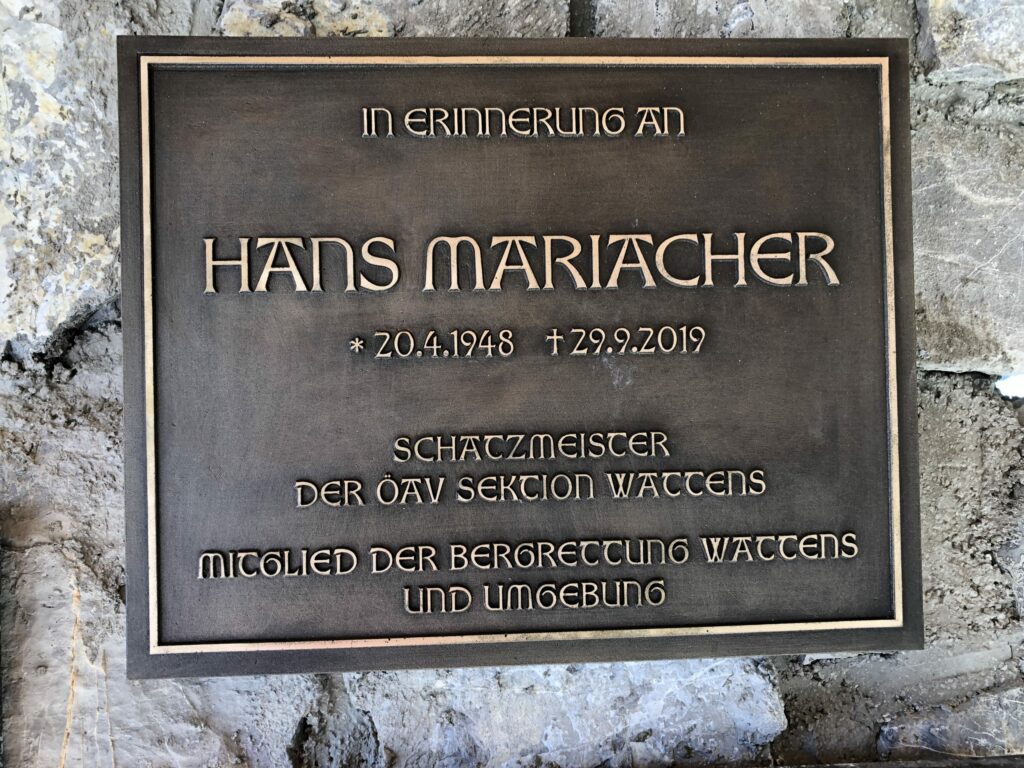 IN ERINNERUNG AN
HANS MARIACHER
* 20.4.1948 †29.9.2019
SCHATZMEISTER
DER ÖAV SEKTION WATTENS
MITGLIED DER BERGRETTUNG WATTENS
UND UMGEBUNG